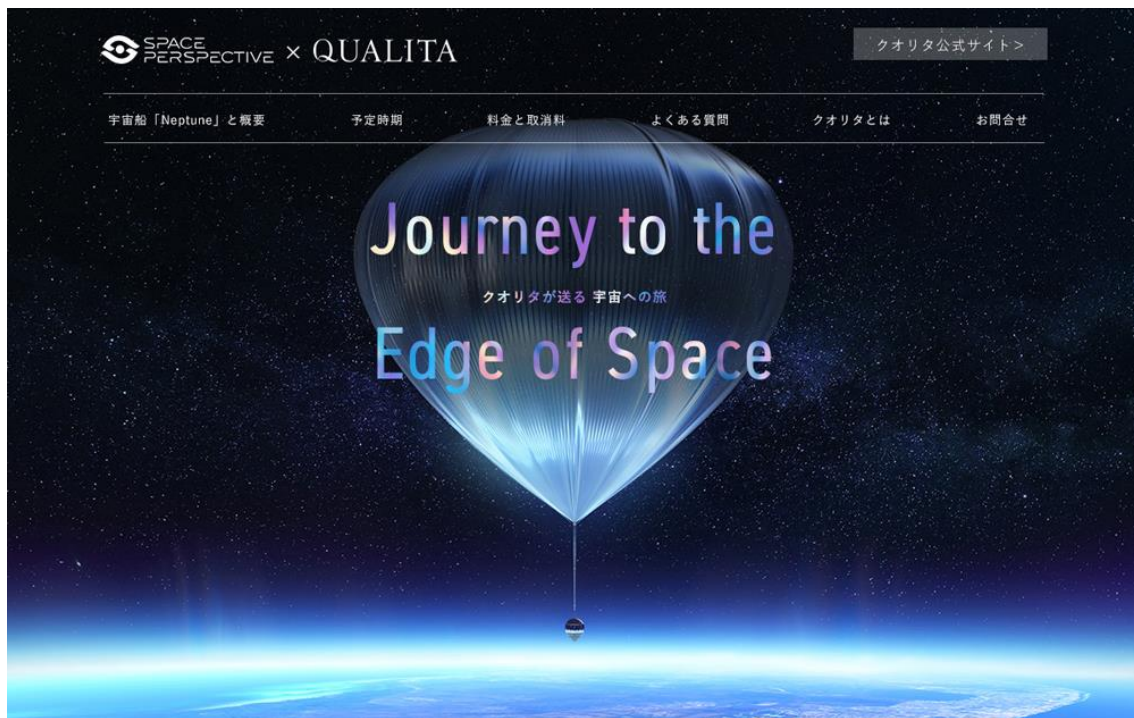 SPACE PERSPECTIVE × QUALITA
クオリタ公式サイト>
宇宙船「Neptune」と概要 予定時期 料金と取消料 よくある質問 クオリタとは お問合せ
Journey to the
クオリタが送る 宇宙への旅
Edge of Space